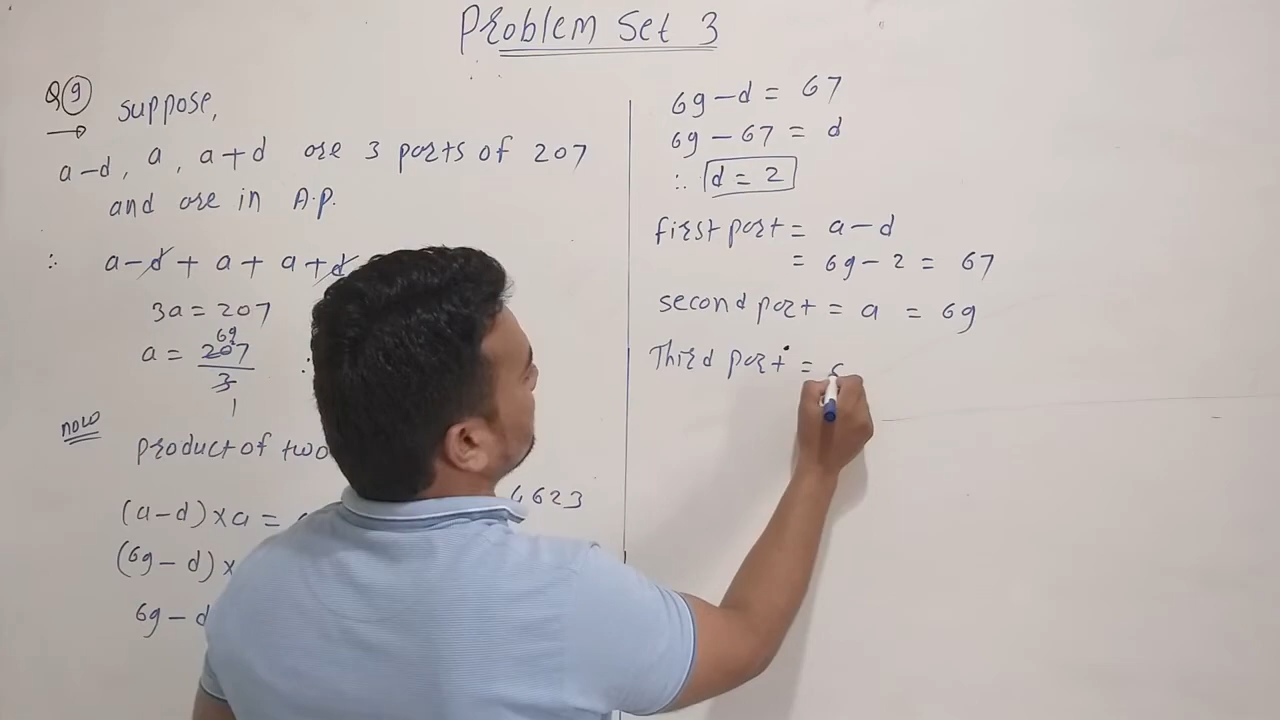 Problem Set 3
Q 9
suppose,
→ a-d, a, a+d are 3 parts of 207
and are in A.P.
∴ a-d + a + a+d
3a = 207
69
a = 207
3
1
now
product of two
(a-d) × a =
4623
(69-d) ×
69-d
69-d = 67
69-67 = d
∴ d = 2
first part = a-d
= 69-2 = 67
second part = a = 69
Third part =